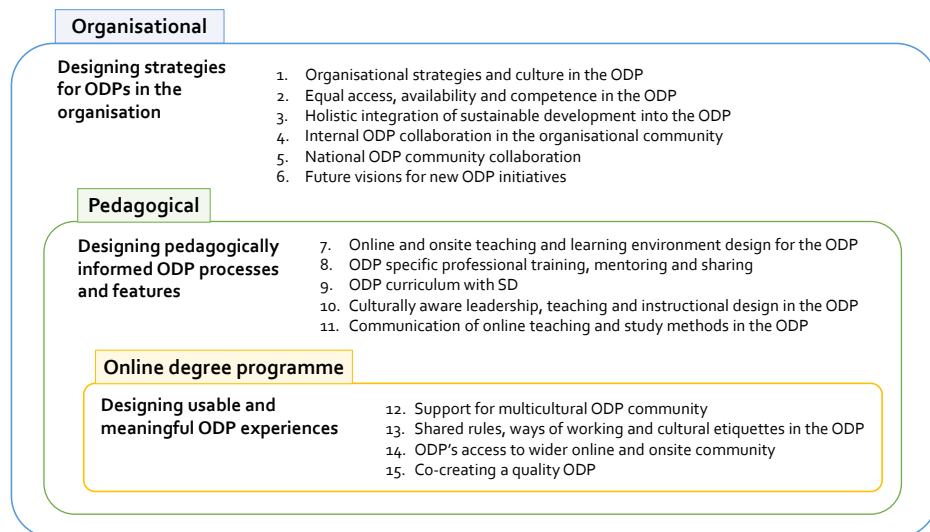 Organisational
Designing strategies
for ODPs in the
organisation
1. Organisational strategies and culture in the ODP
2. Equal access, availability and competence in the ODP
3. Holistic integration of sustainable development into the ODP
4. Internal ODP collaboration in the organisational community
5. National ODP community collaboration
6. Future visions for new ODP initiatives
Pedagogical
Designing pedagogically
informed ODP processes
and features
7. Online and onsite teaching and learning environment design for the ODP
8. ODP specific professional training, mentoring and sharing
9. ODP curriculum with SD
10. Culturally aware leadership, teaching and instructional design in the ODP
11. Communication of online teaching and study methods in the ODP
Online degree programme
Designing usable and
meaningful ODP experiences
12. Support for multicultural ODP community
13. Shared rules, ways of working and cultural etiquettes in the ODP
14. ODP's access to wider online and onsite community
15. Co-creating a quality ODP